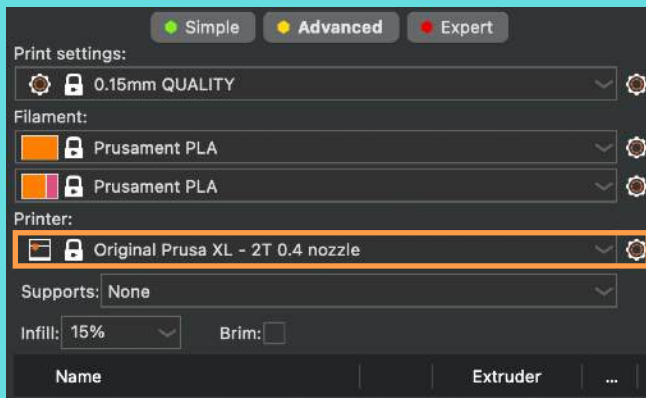 Simple Advanced Expert
Print settings:
0.15mm QUALITY
Filament:
Prusament PLA
Prusament PLA
Printer:
Original Prusa XL - 2T 0.4 nozzle
Supports: None
Infill: 15% Brim:
Name Extruder ...